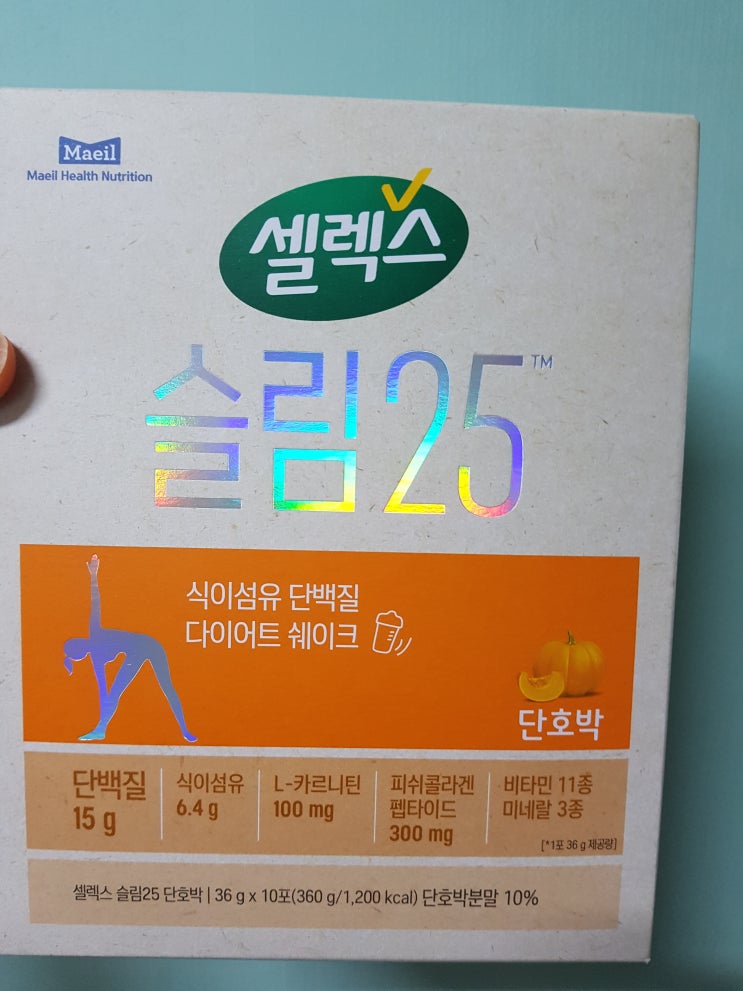 Maeil
Maeil Health Nutrition
셀렉스
슬림25™
식이섬유 단백질
다이어트 쉐이크
단호박
단백질
15 g
식이섬유
6.4 g
L-카르니틴
100 mg
피쉬콜라겐
펩타이드
300 mg
비타민 11종
미네랄 3종
[*1포 36 g 제공량]
셀렉스 슬림25 단호박 | 36 g x 10포(360 g/1,200 kcal) 단호박분말 10%